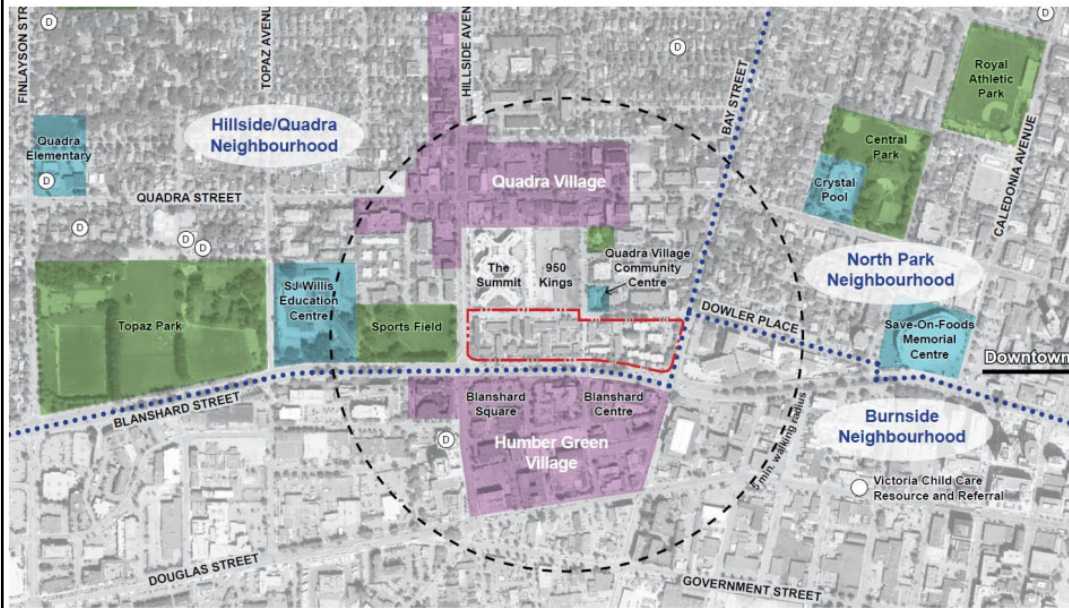 FINLAYSON STR
D
TOPAZ AVENU
HILLSIDE AVEN
D
BAY STREET
D
Royal
Athletic
Park
CALEDONIA AVENUE
Hillside/Quadra
Neighbourhood
Quadra
Elementary
D
Central
Park
Crystal
Pool
Quadra Village
QUADRA STREET
D
D
D
The
Summit
950
Kings
Quadra Village
Community
Centre
North Park
Neighbourhood
SJ Willis
Education
Centre
Topaz Park
Sports Field
DOWLER PLACE
Save-On-Foods
Memorial
Centre
Downtown
BLANSHARD STREET
Blanshard
Square
Blanshard
Centre
Burnside
Neighbourhood
D
Humber Green
Village
5 min. walking radius
Victoria Child Care
Resource and Referral
DOUGLAS STREET
GOVERNMENT STREET